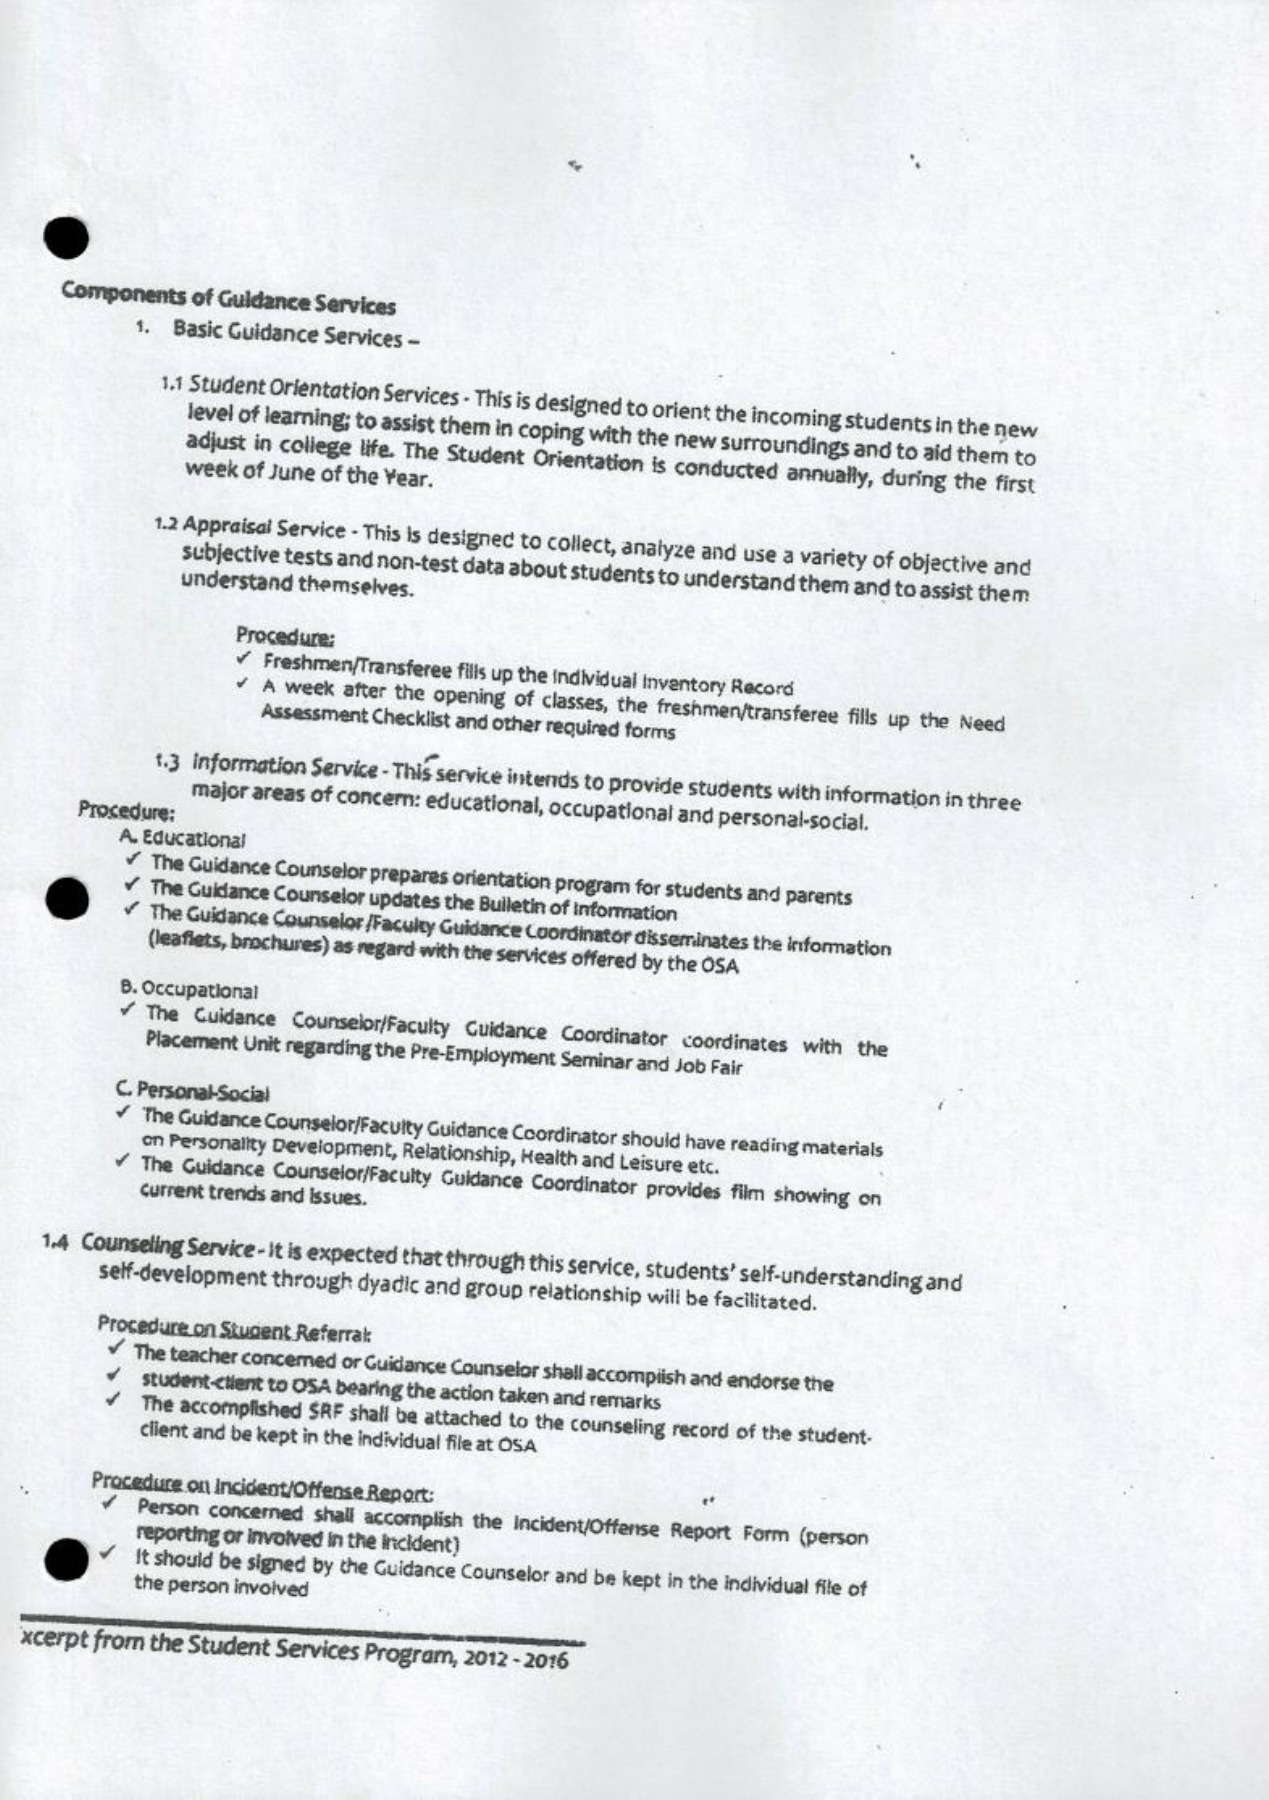 Components of Guidance Services
1. Basic Guidance Services –
1.1 Student Orientation Services - This is designed to orient the incoming students in the new
level of learning; to assist them in coping with the new surroundings and to aid them to
adjust in college life. The Student Orientation is conducted annually, during the first
week of June of the Year.
1.2 Appraisal Service - This is designed to collect, analyze and use a variety of objective and
subjective tests and non-test data about students to understand them and to assist them
understand themselves.
Procedure:
✓ Freshmen/Transferee fills up the Individual Inventory Record
✓ A week after the opening of classes, the freshmen/transferee fills up the Need
Assessment Checklist and other required forms
1.3 Information Service - This service intends to provide students with information in three
major areas of concern: educational, occupational and personal-social.
Procedure:
A. Educational
✓ The Guidance Counselor prepares orientation program for students and parents
✓ The Guidance Counselor updates the Bulletin of Information
✓ The Guidance Counselor/Faculty Guidance Coordinator disseminates the information
(leaflets, brochures) as regard with the services offered by the OSA
B. Occupational
✓ The Guidance Counselor/Faculty Guidance Coordinator coordinates with the
Placement Unit regarding the Pre-Employment Seminar and Job Fair
C. Personal-Social
✓ The Guidance Counselor/Faculty Guidance Coordinator should have reading materials
on Personality Development, Relationship, Health and Leisure etc.
✓ The Guidance Counselor/Faculty Guidance Coordinator provides film showing on
current trends and issues.
1.4 Counseling Service - It is expected that through this service, students' self-understanding and
self-development through dyadic and group relationship will be facilitated.
Procedure on Student Referral:
✓ The teacher concerned or Guidance Counselor shall accomplish and endorse the
✓ student-client to OSA bearing the action taken and remarks
✓ The accomplished SRF shall be attached to the counseling record of the student-
client and be kept in the individual file at OSA
Procedure on Incident/Offense Report:
✓ Person concerned shall accomplish the Incident/Offense Report Form (person
reporting or involved in the incident)
✓ It should be signed by the Guidance Counselor and be kept in the individual file of
the person involved
xcerpt from the Student Services Program, 2012 - 2016